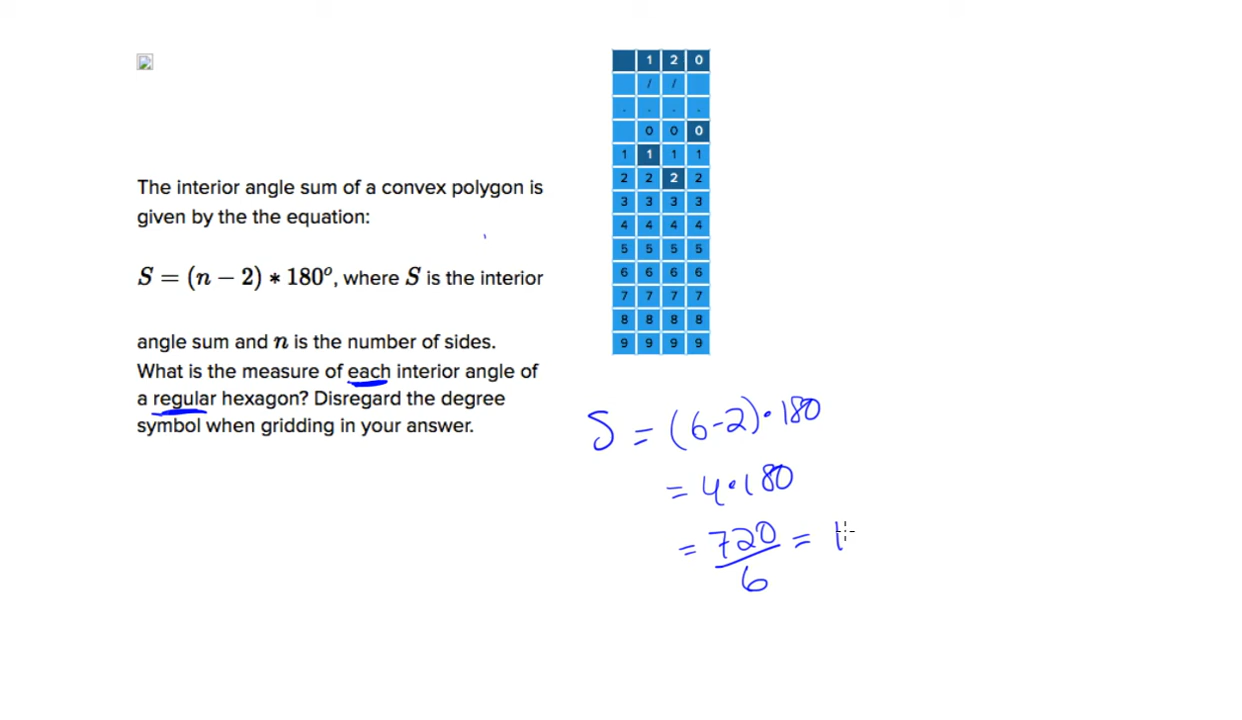 The interior angle sum of a convex polygon is
given by the the equation:
S = (n − 2) ∗ 180°, where S is the interior
angle sum and n is the number of sides.
What is the measure of each interior angle of
a regular hexagon? Disregard the degree
symbol when gridding in your answer.
1 2 0
/ /
. . . .
0 0 0
1 1 1 1
2 2 2 2
3 3 3 3
4 4 4 4
5 5 5 5
6 6 6 6
7 7 7 7
8 8 8 8
9 9 9 9
S = (6-2)•180
= 4•180
= 720/6 = 1